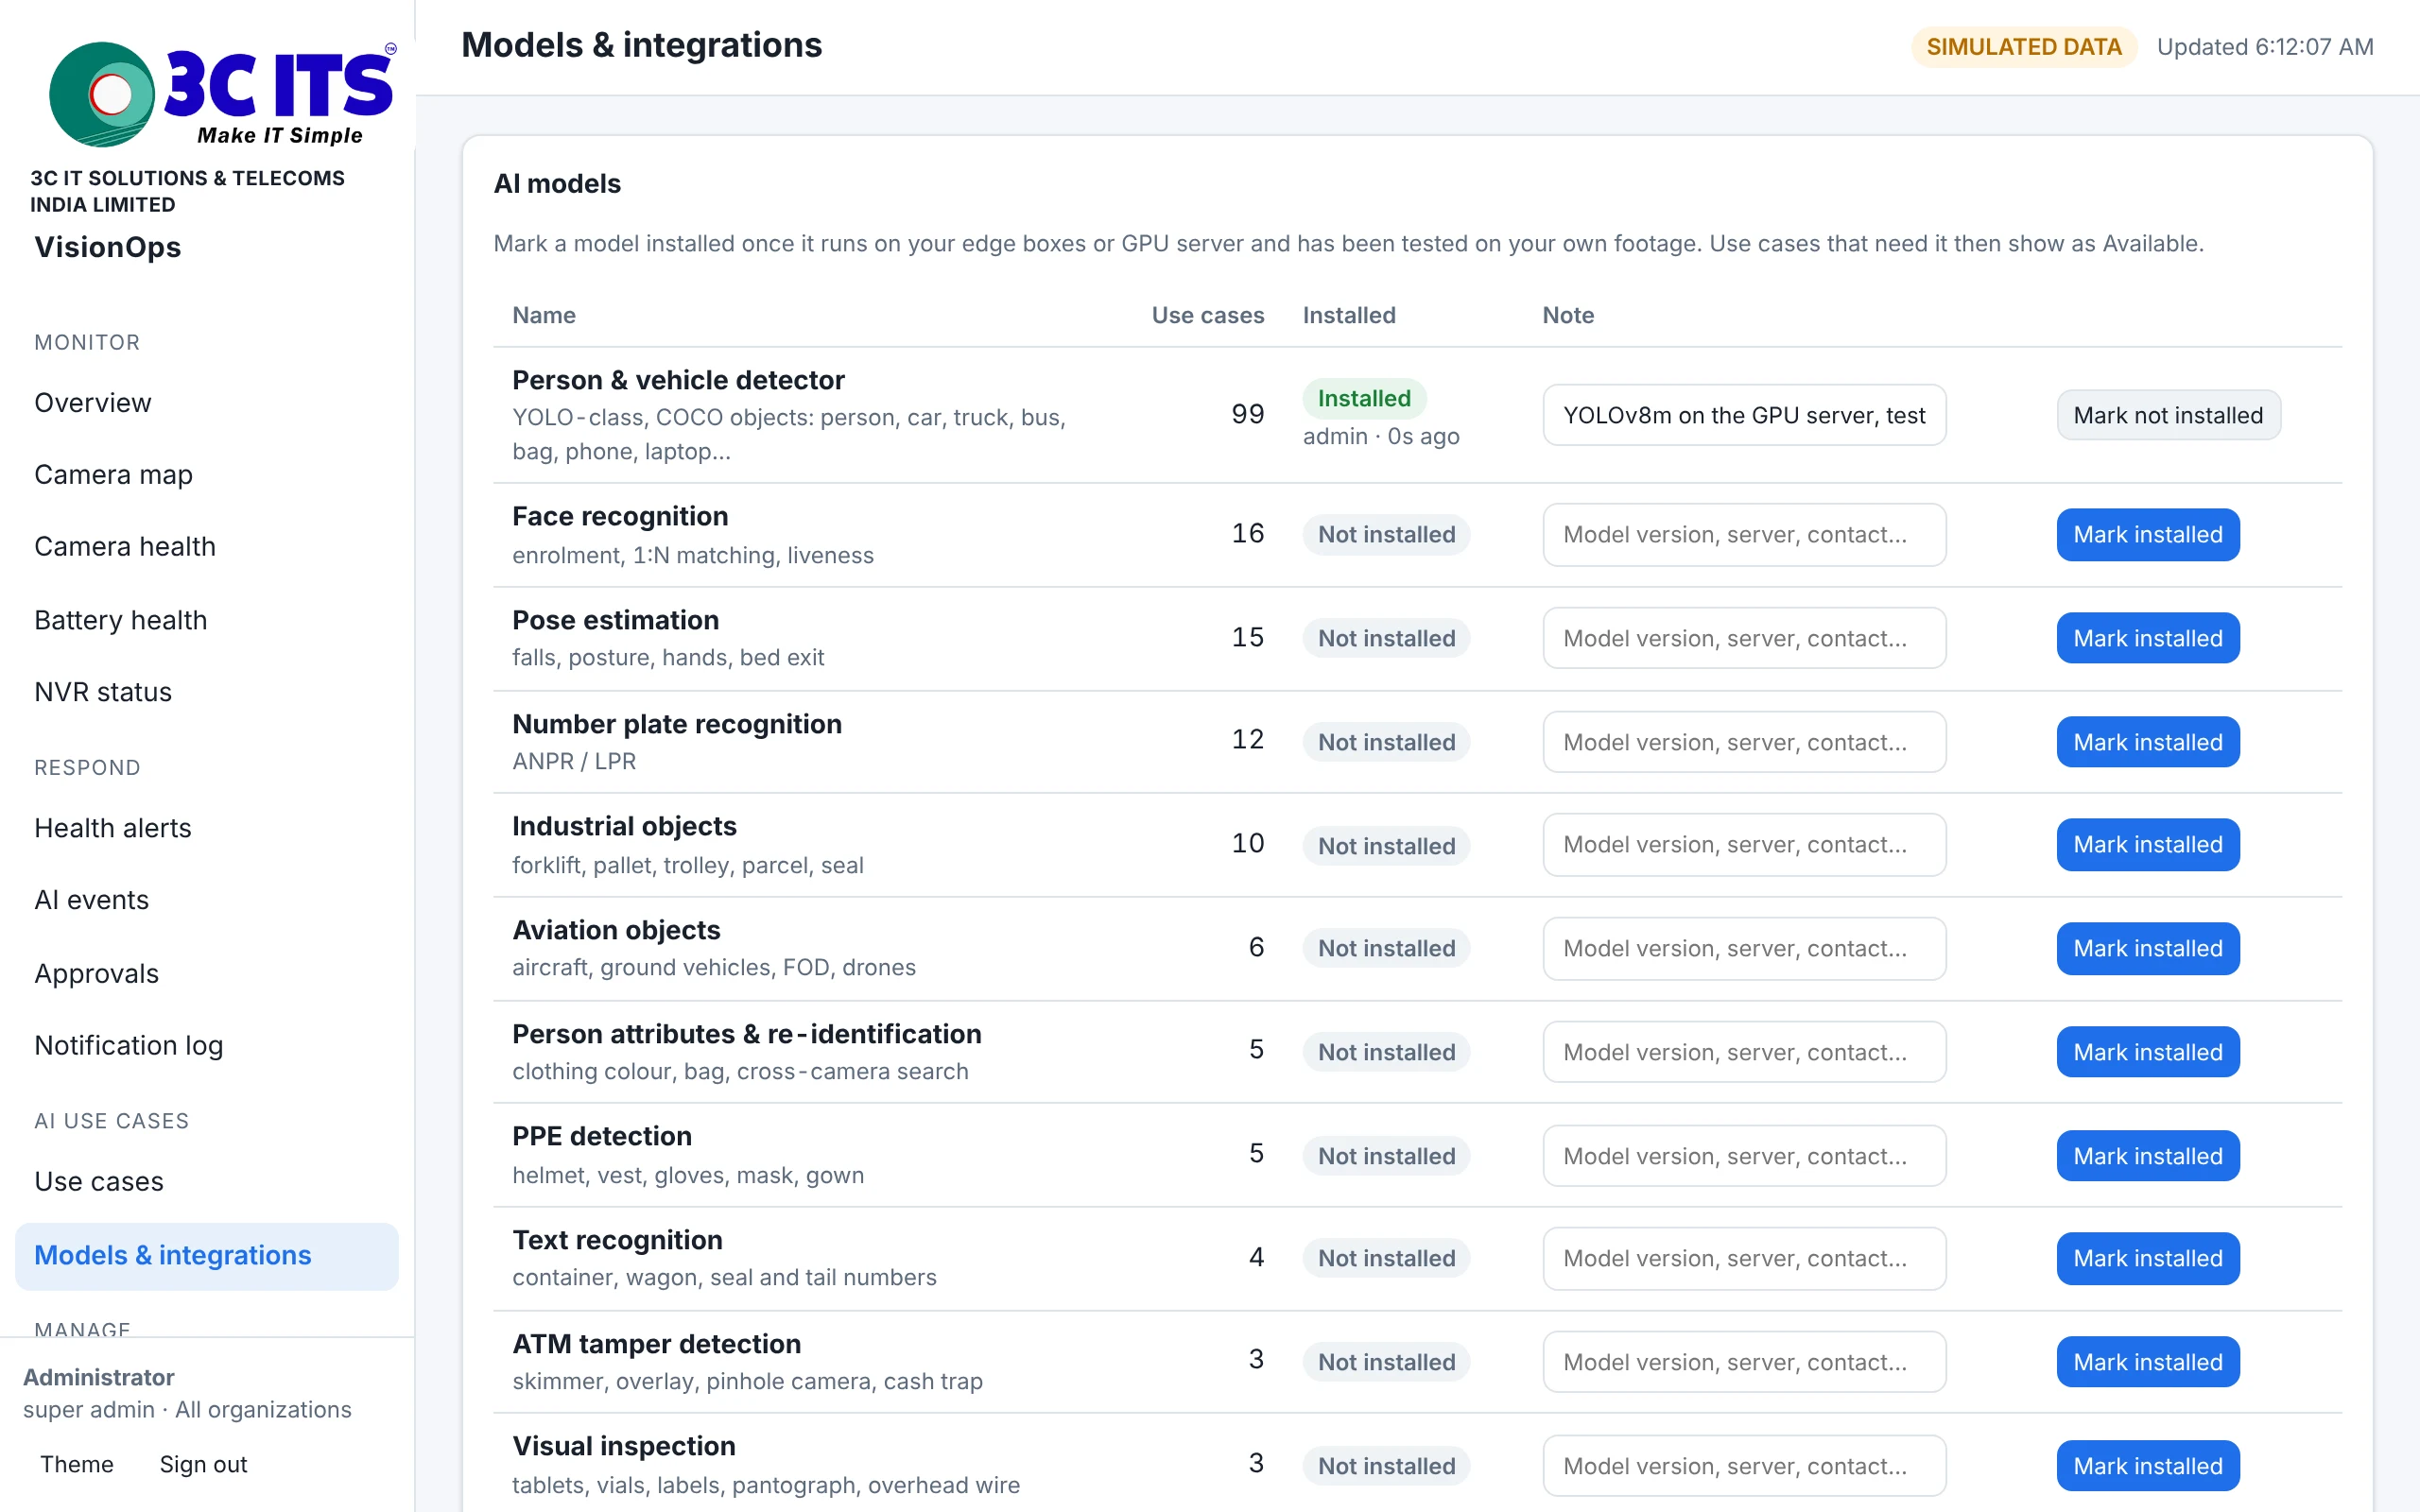 3C ITS
TM
Make IT Simple
3C IT SOLUTIONS & TELECOMS
INDIA LIMITED
VisionOps
MONITOR
Overview
Camera map
Camera health
Battery health
NVR status
RESPOND
Health alerts
AI events
Approvals
Notification log
AI USE CASES
Use cases
Models & integrations
MANAGE
Administrator
super admin · All organizations
Theme Sign out
Models & integrations
SIMULATED DATA Updated 6:12:07 AM
AI models
Mark a model installed once it runs on your edge boxes or GPU server and has been tested on your own footage. Use cases that need it then show as Available.
Name Use cases Installed Note
Person & vehicle detector
YOLO-class, COCO objects: person, car, truck, bus,
bag, phone, laptop...
99
Installed
admin · 0s ago
YOLOv8m on the GPU server, test
Mark not installed
Face recognition
enrolment, 1:N matching, liveness
16 Not installed Model version, server, contact... Mark installed
Pose estimation
falls, posture, hands, bed exit
15 Not installed Model version, server, contact... Mark installed
Number plate recognition
ANPR / LPR
12 Not installed Model version, server, contact... Mark installed
Industrial objects
forklift, pallet, trolley, parcel, seal
10 Not installed Model version, server, contact... Mark installed
Aviation objects
aircraft, ground vehicles, FOD, drones
6 Not installed Model version, server, contact... Mark installed
Person attributes & re-identification
clothing colour, bag, cross-camera search
5 Not installed Model version, server, contact... Mark installed
PPE detection
helmet, vest, gloves, mask, gown
5 Not installed Model version, server, contact... Mark installed
Text recognition
container, wagon, seal and tail numbers
4 Not installed Model version, server, contact... Mark installed
ATM tamper detection
skimmer, overlay, pinhole camera, cash trap
3 Not installed Model version, server, contact... Mark installed
Visual inspection
tablets, vials, labels, pantograph, overhead wire
3 Not installed Model version, server, contact... Mark installed